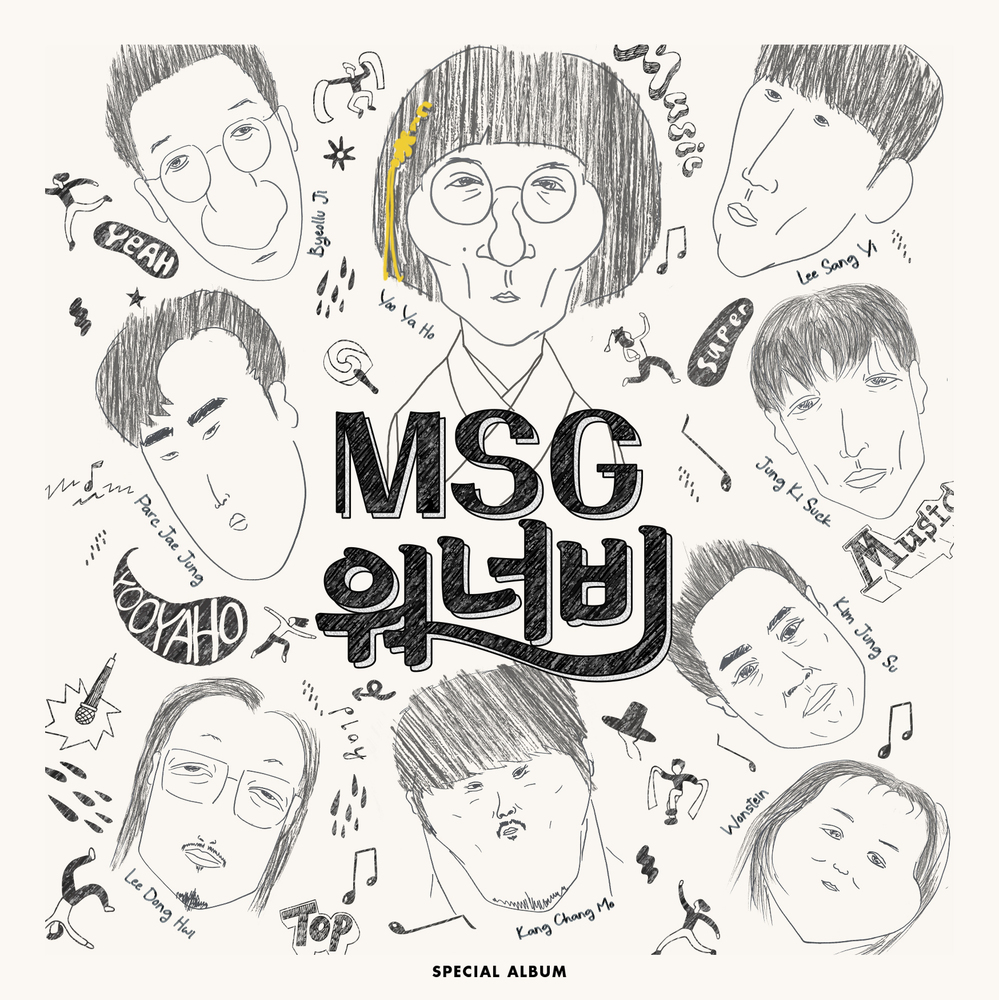 Music
Byeollu Ji
YEAH
Yoo Ya Ho
Lee Sang Yi
SUPER
MSG
워너비
Jung Ki Suck
Parc Jae Jung
Music
YOOYAHO
Kim Jung Su
play
Wonstein
Lee Dong Hwi
TOP
Kang Chang Mo
SPECIAL ALBUM